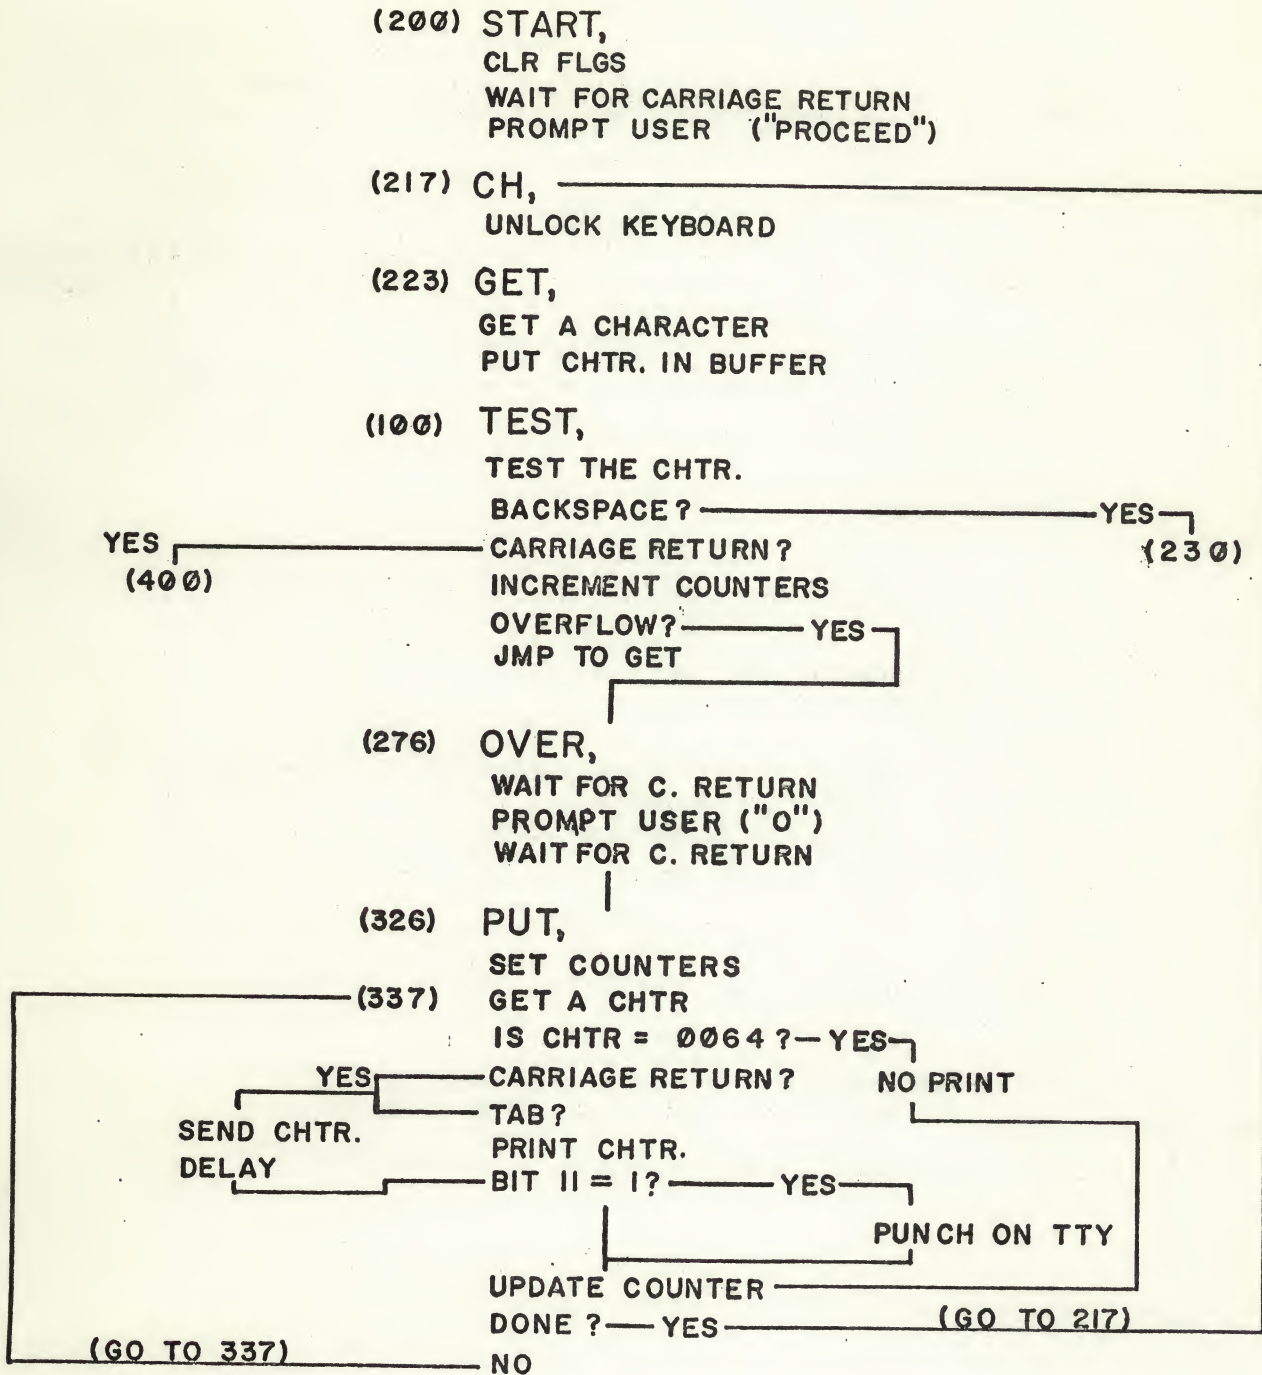 (200) START,
CLR FLGS
WAIT FOR CARRIAGE RETURN
PROMPT USER ("PROCEED")
(217) CH,
UNLOCK KEYBOARD
(223) GET,
GET A CHARACTER
PUT CHTR. IN BUFFER
(100) TEST,
TEST THE CHTR.
BACKSPACE? YES
(230)
YES CARRIAGE RETURN?
(400)
INCREMENT COUNTERS
OVERFLOW? YES
JMP TO GET
(276) OVER,
WAIT FOR C. RETURN
PROMPT USER ("O")
WAIT FOR C. RETURN
(326) PUT,
SET COUNTERS
(337) GET A CHTR
IS CHTR = 0064? YES
NO PRINT
YES CARRIAGE RETURN?
TAB?
SEND CHTR.
DELAY
PRINT CHTR.
BIT 11 = 1? YES
PUNCH ON TTY
UPDATE COUNTER
DONE? YES (GO TO 217)
(GO TO 337) NO